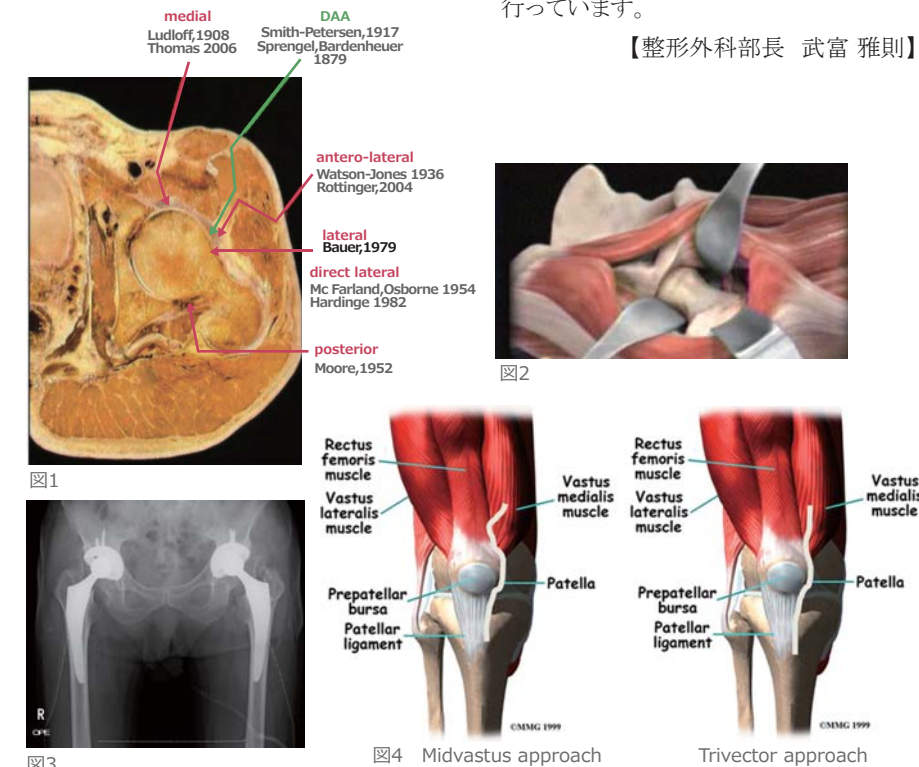 行っています。
【整形外科部長 武富 雅則】
medial
Ludloff,1908
Thomas 2006
DAA
Smith-Petersen,1917
Sprengel,Bardenheuer
1879
antero-lateral
Watson-Jones 1936
Rottinger,2004
lateral
Bauer,1979
direct lateral
Mc Farland,Osborne 1954
Hardinge 1982
posterior
Moore,1952
図1
図2
R
OPE
図3
Rectus
femoris
muscle
Vastus
lateralis
muscle
Prepatellar
bursa
Patellar
ligament
Vastus
medialis
muscle
Patella
©MMG 1999
図4 Midvastus approach
Rectus
femoris
muscle
Vastus
lateralis
muscle
Prepatellar
bursa
Patellar
ligament
Vastus
medialis
muscle
Patella
©MMG 1999
Trivector approach